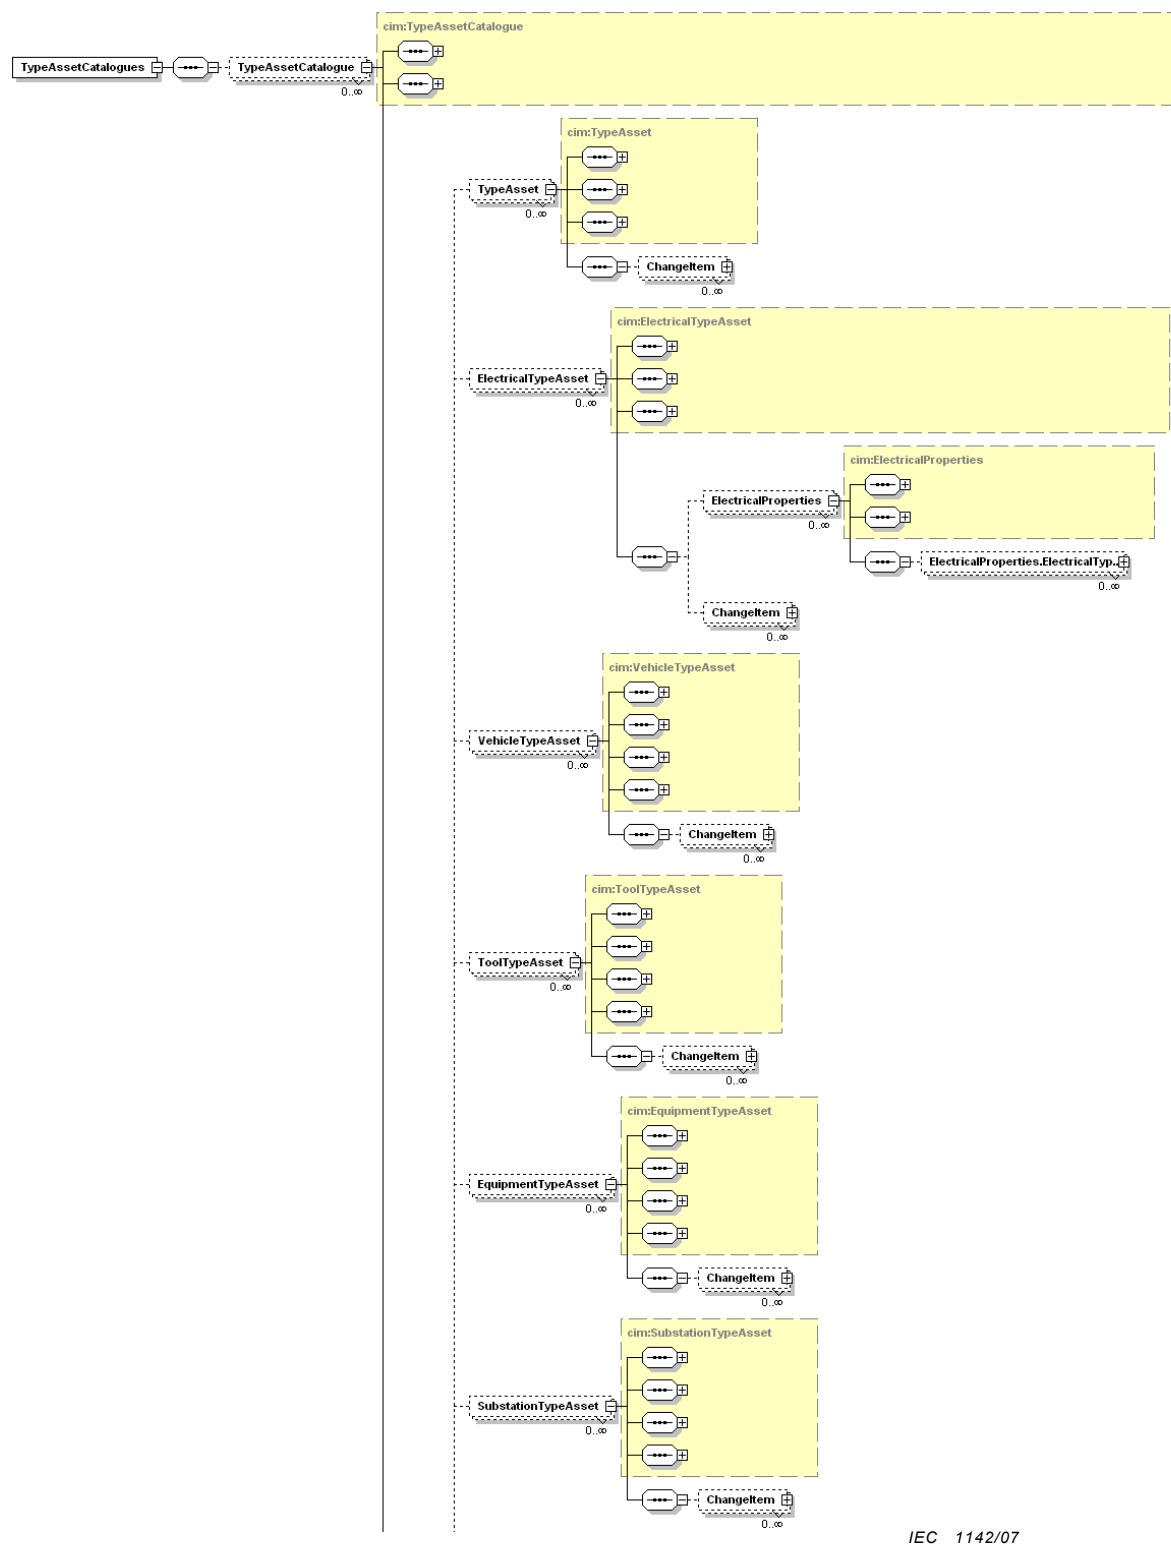 cim:TypeAssetCatalogue
TypeAssetCatalogues
TypeAssetCatalogue
0..∞
cim:TypeAsset
TypeAsset
0..∞
ChangeItem
0..∞
cim:ElectricalTypeAsset
ElectricalTypeAsset
0..∞
cim:ElectricalProperties
ElectricalProperties
0..∞
ElectricalProperties.ElectricalTyp..
0..∞
ChangeItem
0..∞
cim:VehicleTypeAsset
VehicleTypeAsset
0..∞
ChangeItem
0..∞
cim:ToolTypeAsset
ToolTypeAsset
0..∞
ChangeItem
0..∞
cim:EquipmentTypeAsset
EquipmentTypeAsset
0..∞
ChangeItem
0..∞
cim:SubstationTypeAsset
SubstationTypeAsset
0..∞
ChangeItem
0..∞
IEC 1142/07